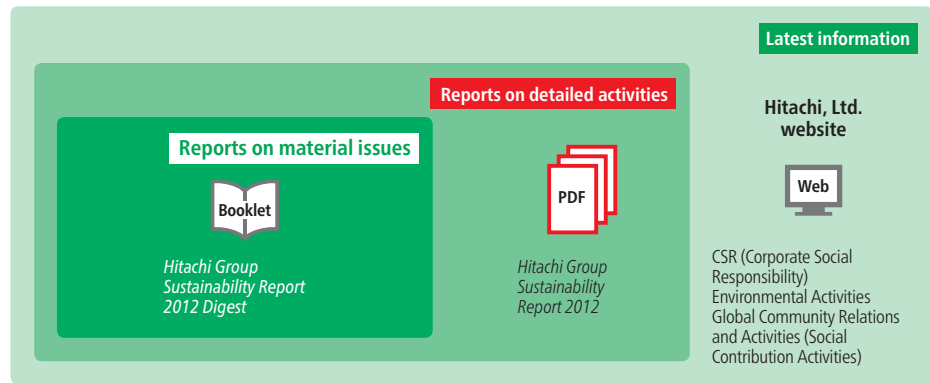 Latest information
Reports on detailed activities
Reports on material issues
Booklet
Hitachi Group
Sustainability Report
2012 Digest
PDF
Hitachi Group
Sustainability
Report 2012
Hitachi, Ltd.
website
Web
CSR (Corporate Social
Responsibility)
Environmental Activities
Global Community Relations
and Activities (Social
Contribution Activities)